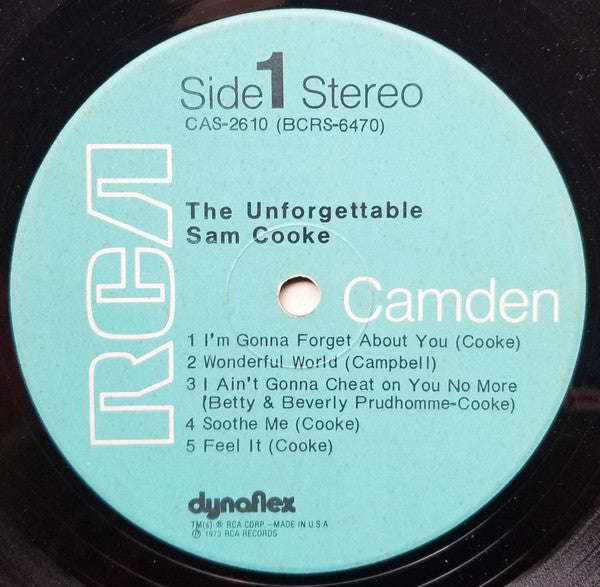 Side 1 Stereo
CAS-2610 (BCRS-6470)
RCA
The Unforgettable
Sam Cooke
Camden
1 I'm Gonna Forget About You (Cooke)
2 Wonderful World (Campbell)
3 I Ain't Gonna Cheat on You No More
(Betty & Beverly Prudhomme-Cooke)
4 Soothe Me (Cooke)
5 Feel It (Cooke)
dynaflex
TM(s) ® RCA CORP.—MADE IN U.S.A.
℗ 1973 RCA RECORDS